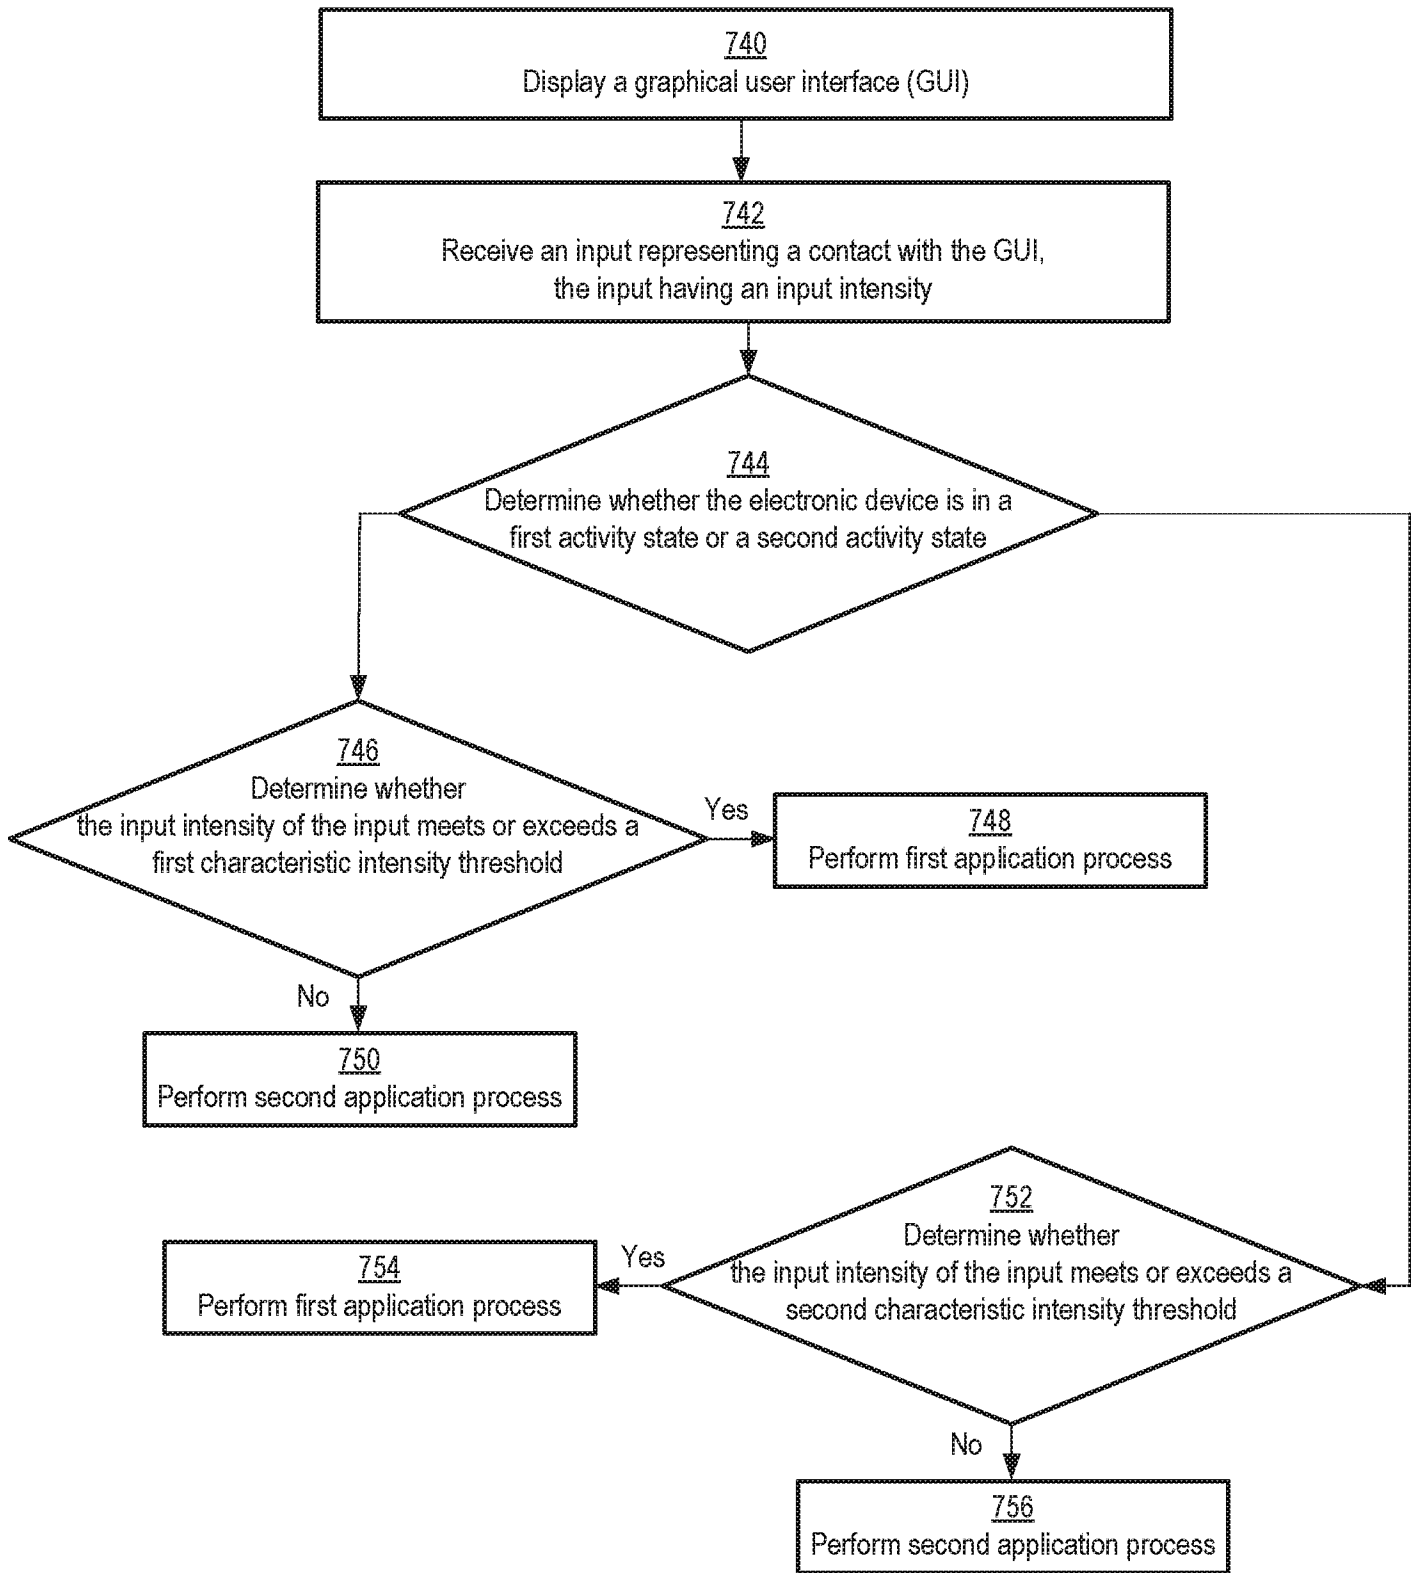 740
Display a graphical user interface (GUI)
742
Receive an input representing a contact with the GUI,
the input having an input intensity
744
Determine whether the electronic device is in a
first activity state or a second activity state
746
Determine whether
the input intensity of the input meets or exceeds a
first characteristic intensity threshold
Yes
748
Perform first application process
No
750
Perform second application process
752
Determine whether
the input intensity of the input meets or exceeds a
second characteristic intensity threshold
Yes
754
Perform first application process
No
756
Perform second application process